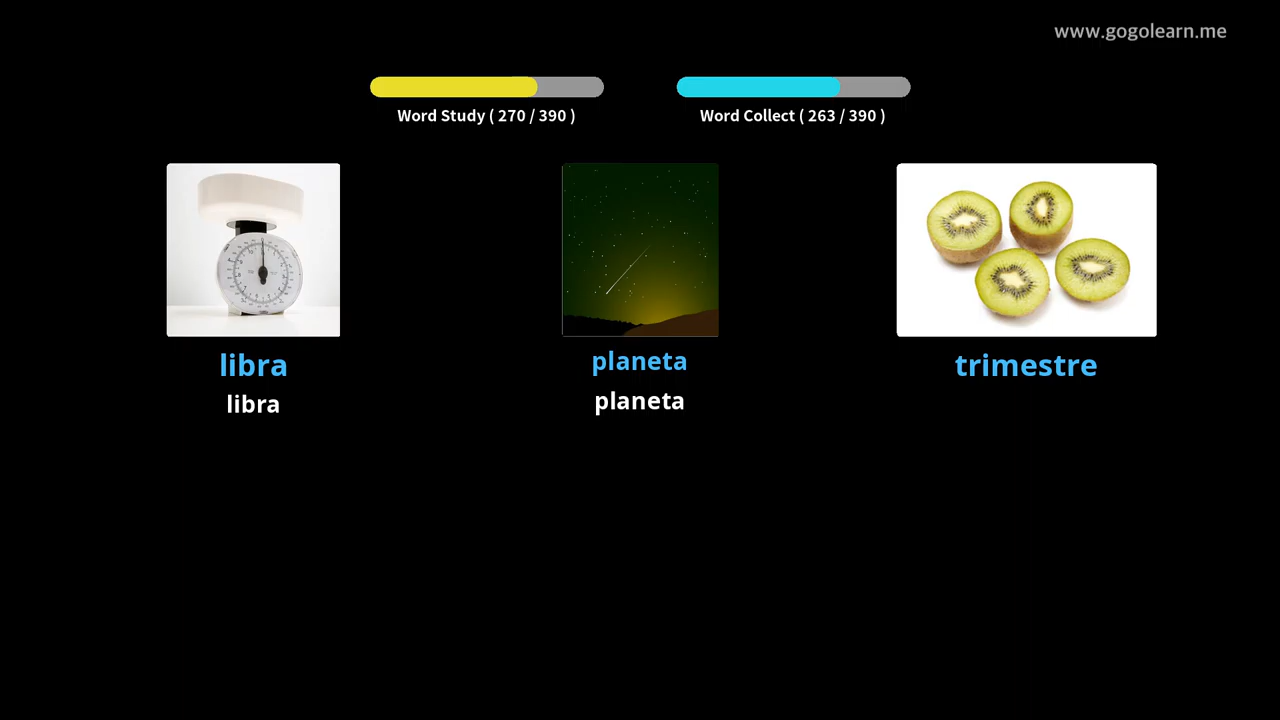 www.gogolearn.me
Word Study ( 270 / 390 )
Word Collect ( 263 / 390 )
libra
libra
planeta
planeta
trimestre